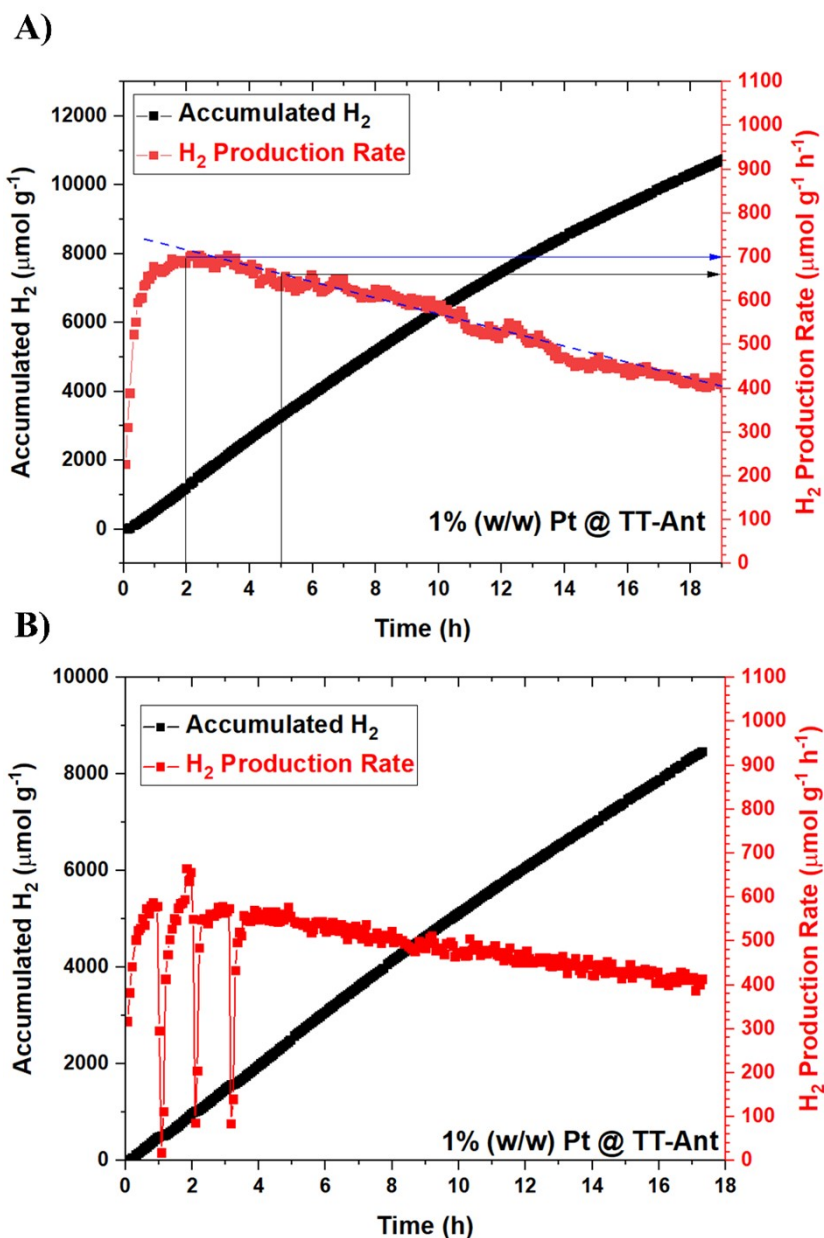 A)
Accumulated H2 (μmol g-1)
12000
10000
8000
6000
4000
2000
0
Accumulated H2
H2 Production Rate
1% (w/w) Pt @ TT-Ant
1100
1000
900
800
700
600
500
400
300
200
100
0
H2 Production Rate (μmol g-1 h-1)
0 2 4 6 8 10 12 14 16 18
Time (h)
B)
Accumulated H2 (μmol g-1)
10000
8000
6000
4000
2000
0
Accumulated H2
H2 Production Rate
1% (w/w) Pt @ TT-Ant
1100
1000
900
800
700
600
500
400
300
200
100
0
H2 Production Rate (μmol g-1 h-1)
0 2 4 6 8 10 12 14 16 18
Time (h)